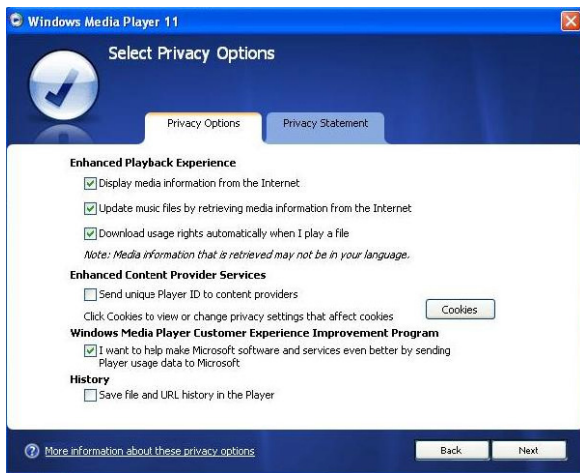 Windows Media Player 11
Select Privacy Options
Privacy Options
Privacy Statement
Enhanced Playback Experience
Display media information from the Internet
Update music files by retrieving media information from the Internet
Download usage rights automatically when I play a file
Note: Media information that is retrieved may not be in your language.
Enhanced Content Provider Services
Send unique Player ID to content providers
Click Cookies to view or change privacy settings that affect cookies
Cookies
Windows Media Player Customer Experience Improvement Program
I want to help make Microsoft software and services even better by sending
Player usage data to Microsoft
History
Save file and URL history in the Player
More information about these privacy options
Back
Next